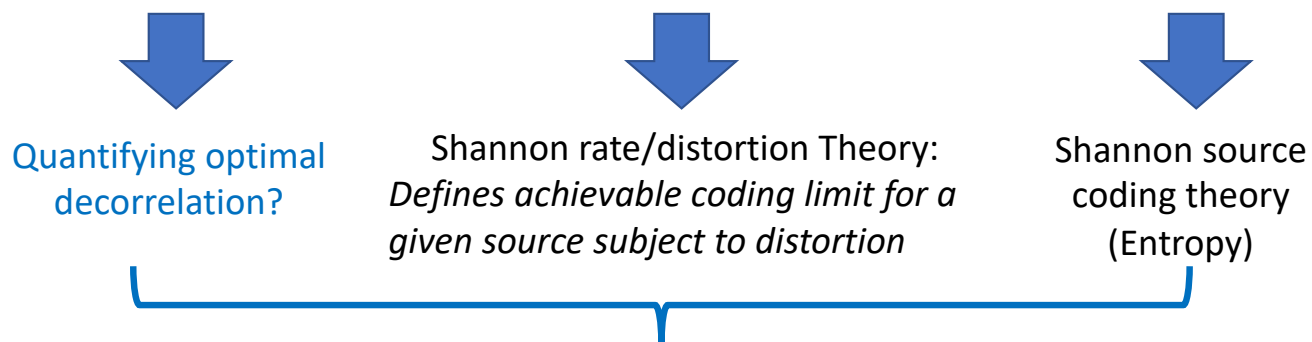 Quantifying optimal
decorrelation?
Shannon rate/distortion Theory:
Defines achievable coding limit for a
given source subject to distortion
Shannon source
coding theory
(Entropy)